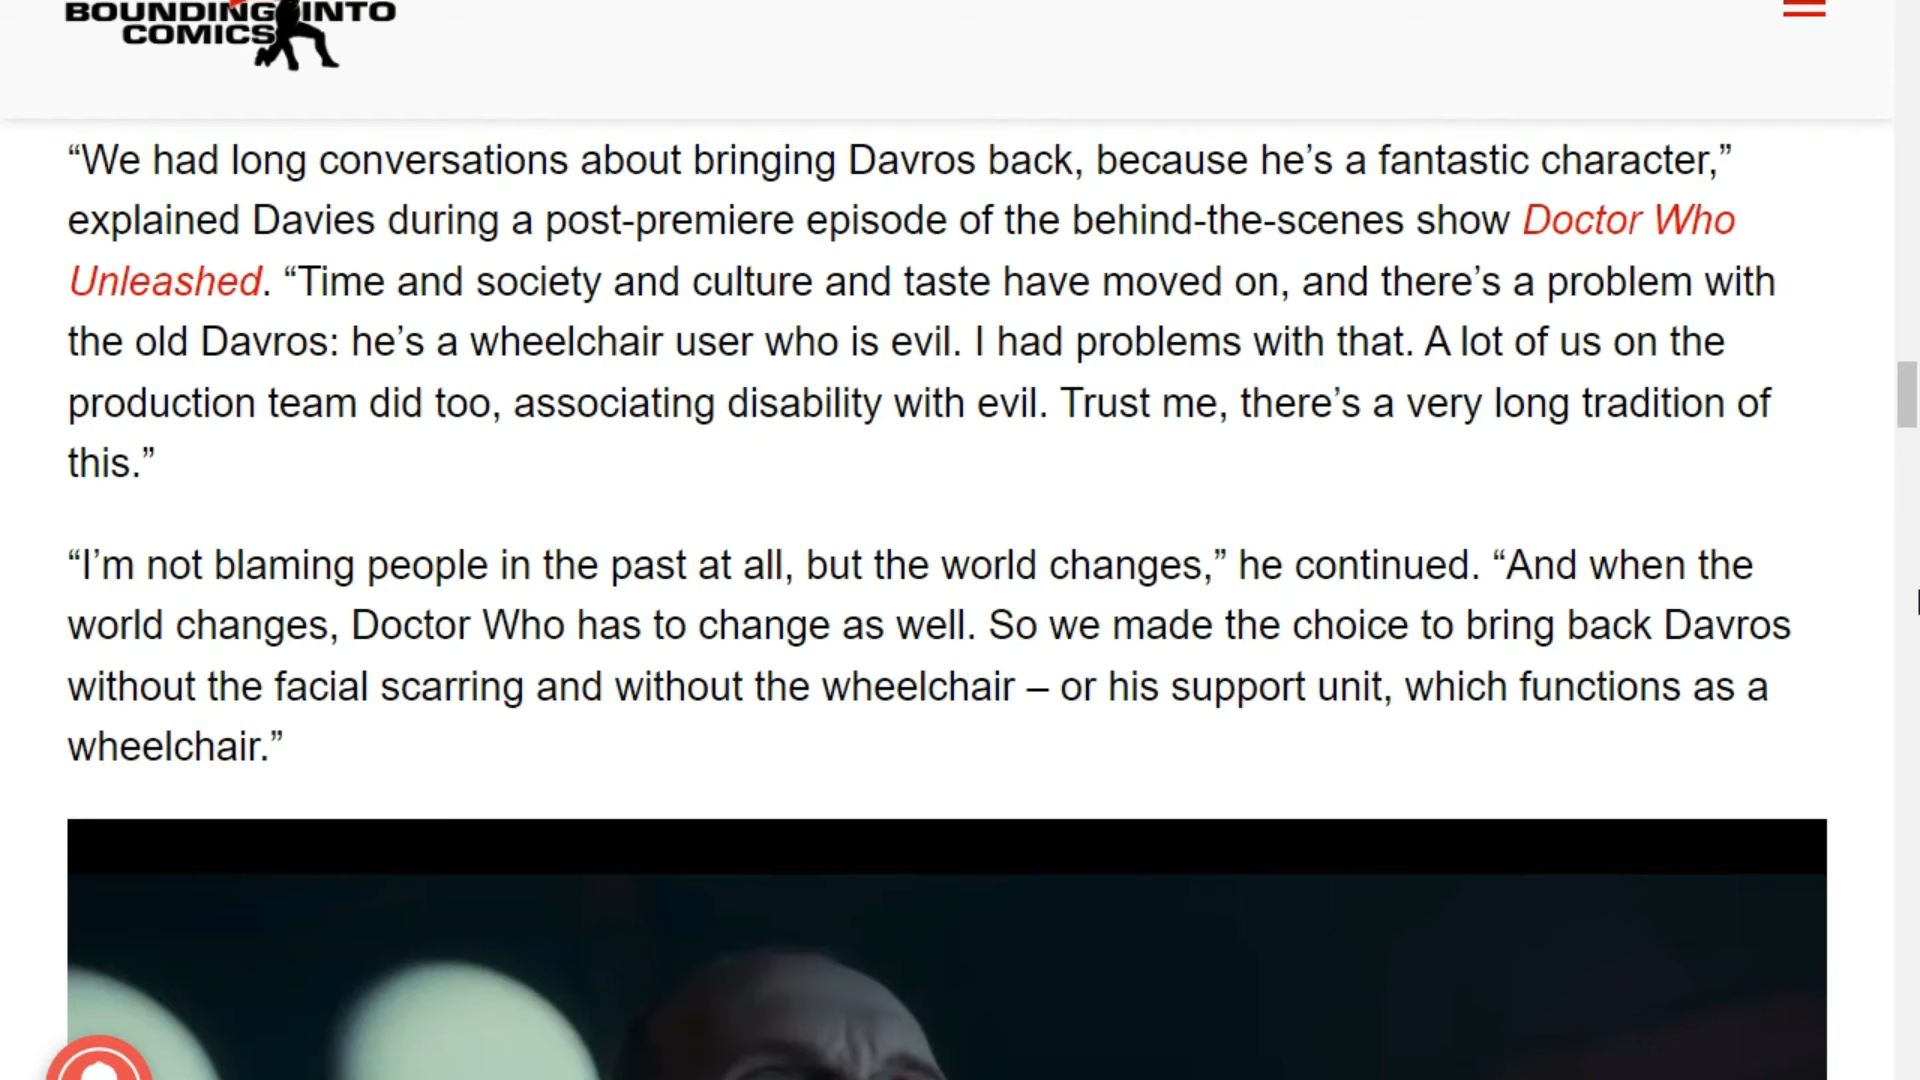 BOUNDING INTO
COMICS
“We had long conversations about bringing Davros back, because he’s a fantastic character,”
explained Davies during a post-premiere episode of the behind-the-scenes show Doctor Who
Unleashed. “Time and society and culture and taste have moved on, and there’s a problem with
the old Davros: he’s a wheelchair user who is evil. I had problems with that. A lot of us on the
production team did too, associating disability with evil. Trust me, there’s a very long tradition of
this.”
“I’m not blaming people in the past at all, but the world changes,” he continued. “And when the
world changes, Doctor Who has to change as well. So we made the choice to bring back Davros
without the facial scarring and without the wheelchair – or his support unit, which functions as a
wheelchair.”